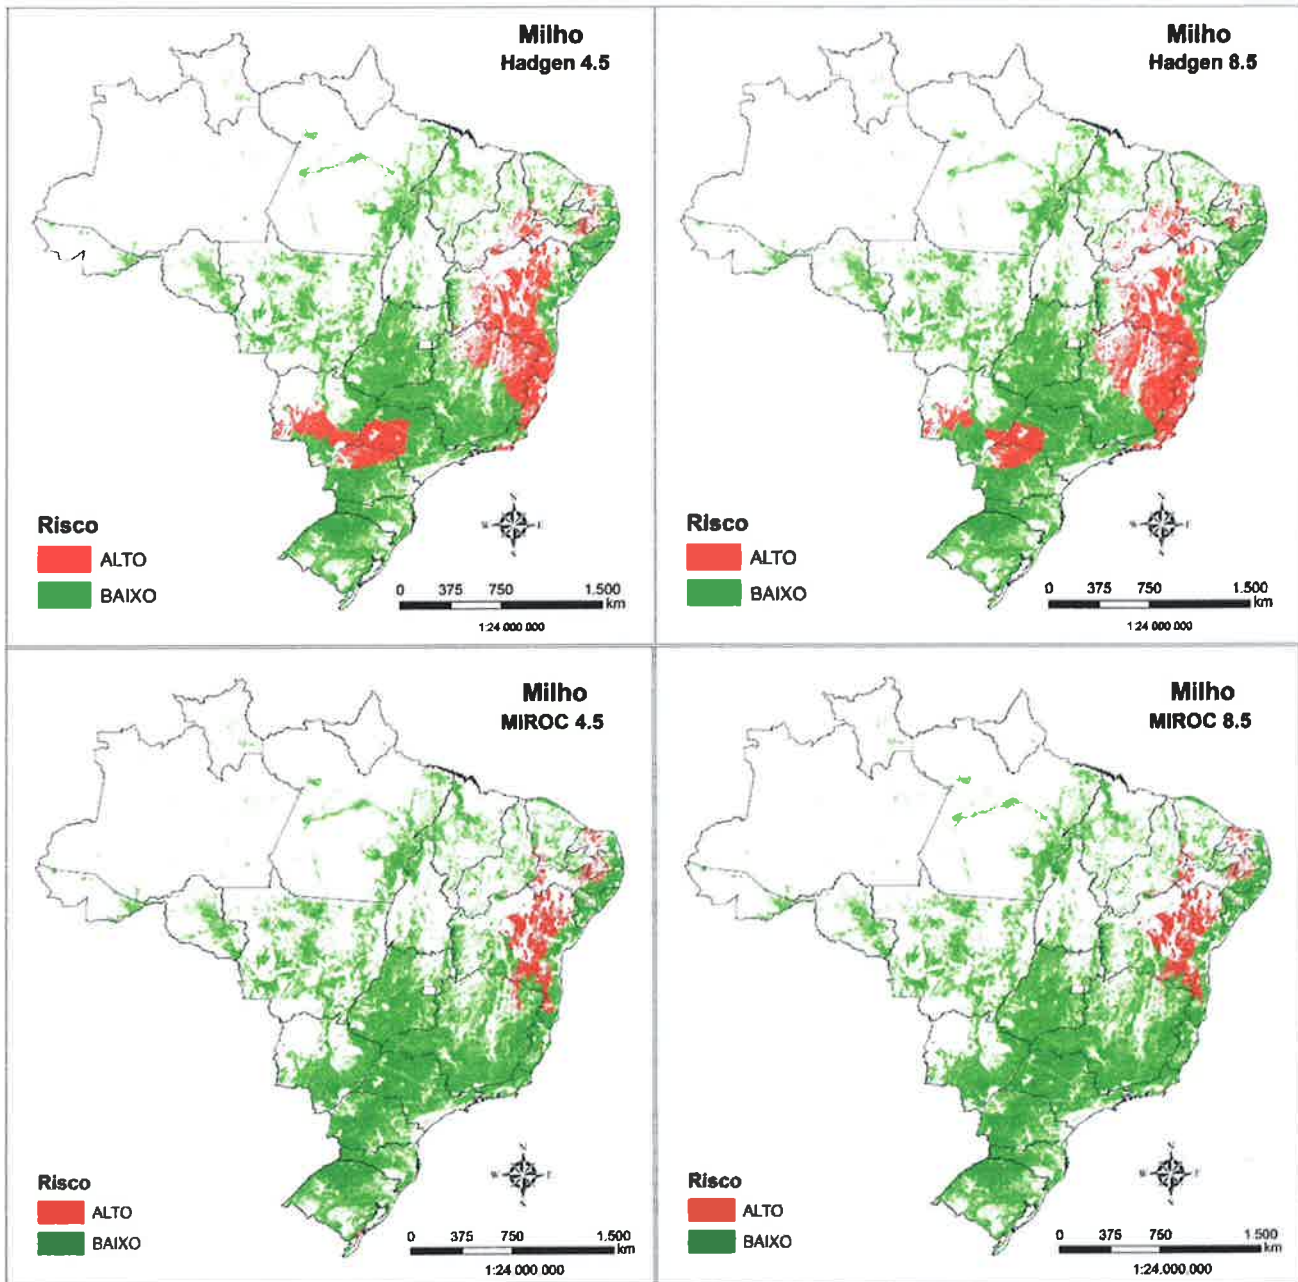 Milho
Hadgen 4.5
N
W
E
S
Risco
ALTO
BAIXO
0 375 750 1.500
km
1:24 000.000
Milho
Hadgen 8.5
N
W
E
S
Risco
ALTO
BAIXO
0 375 750 1.500
km
1:24 000.000
Milho
MIROC 4.5
N
W
E
S
Risco
ALTO
BAIXO
0 375 750 1.500
km
1:24 000.000
Milho
MIROC 8.5
N
W
E
S
Risco
ALTO
BAIXO
0 375 750 1.500
km
1:24 000.000